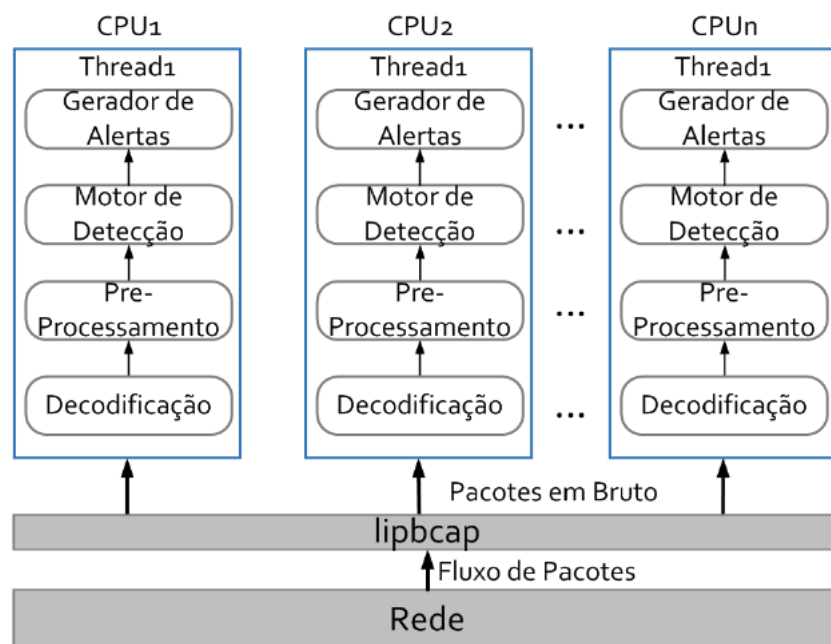 CPU1
CPU2
CPUn
Thread1
Thread1
Thread1
Gerador de
Alertas
Gerador de
Alertas
...
Gerador de
Alertas
Motor de
Detecção
Motor de
Detecção
...
Motor de
Detecção
Pre-
Processamento
Pre-
Processamento
...
Pre-
Processamento
Decodificação
Decodificação
...
Decodificação
Pacotes em Bruto
lipbcap
Fluxo de Pacotes
Rede